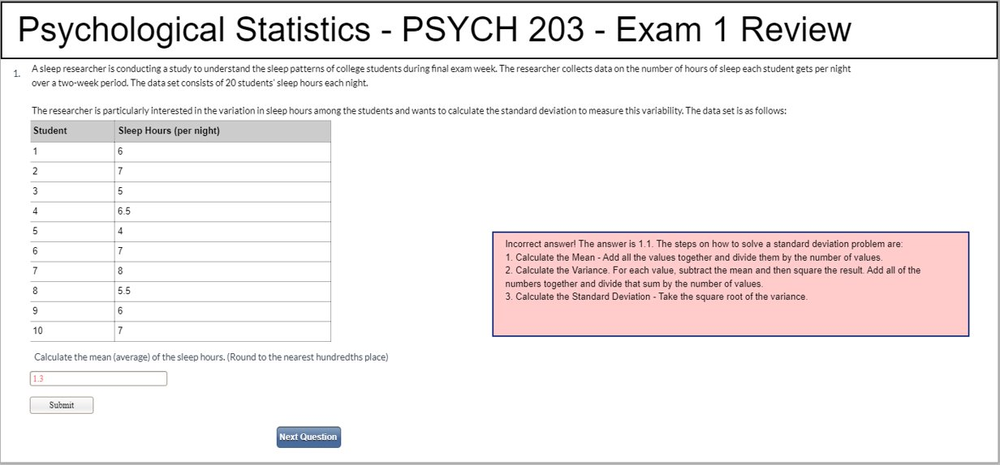 Psychological Statistics - PSYCH 203 - Exam 1 Review
1. A sleep researcher is conducting a study to understand the sleep patterns of college students during final exam week. The researcher collects data on the number of hours of sleep each student gets per night
over a two-week period. The data set consists of 20 students' sleep hours each night.
The researcher is particularly interested in the variation in sleep hours among the students and wants to calculate the standard deviation to measure this variability. The data set is as follows:
Student Sleep Hours (per night)
1 6
2 7
3 5
4 6.5
5 4
6 7
7 8
8 5.5
9 6
10 7
Incorrect answer! The answer is 1.1. The steps on how to solve a standard deviation problem are:
1. Calculate the Mean - Add all the values together and divide them by the number of values.
2. Calculate the Variance. For each value, subtract the mean and then square the result. Add all of the
numbers together and divide that sum by the number of values.
3. Calculate the Standard Deviation - Take the square root of the variance.
Calculate the mean (average) of the sleep hours. (Round to the nearest hundredths place)
1.3
Submit
Next Question